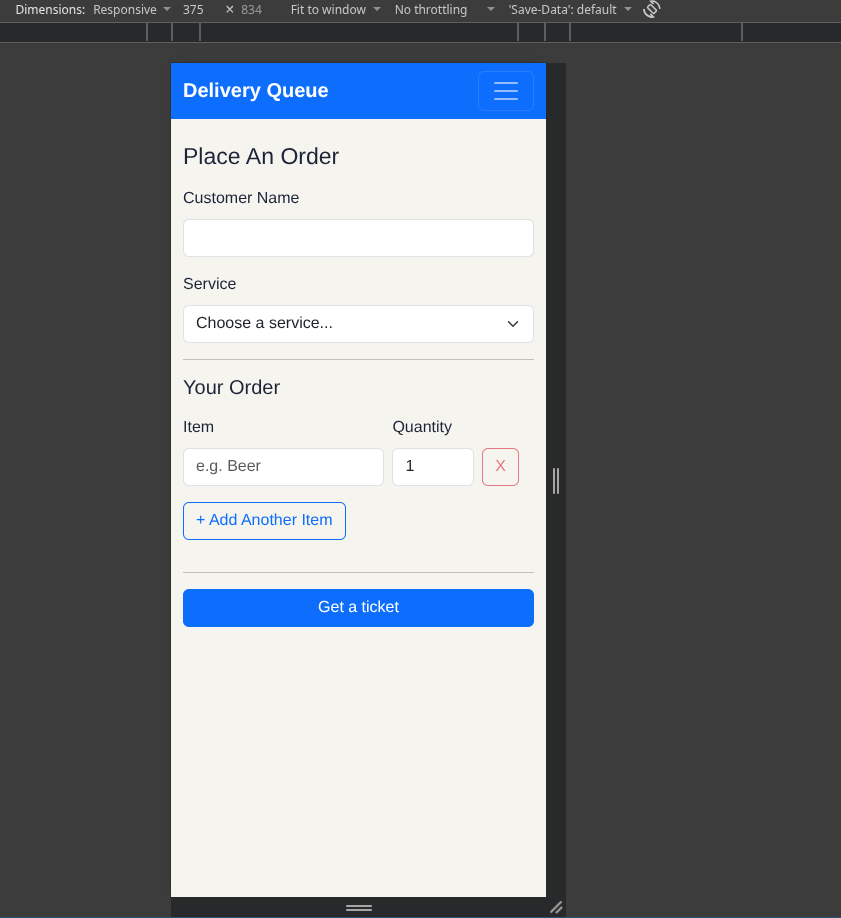 Dimensions: Responsive 375 × 834 Fit to window No throttling 'Save-Data': default
Delivery Queue
Place An Order
Customer Name
Service
Choose a service...
Your Order
Item Quantity
e.g. Beer 1 X
+ Add Another Item
Get a ticket